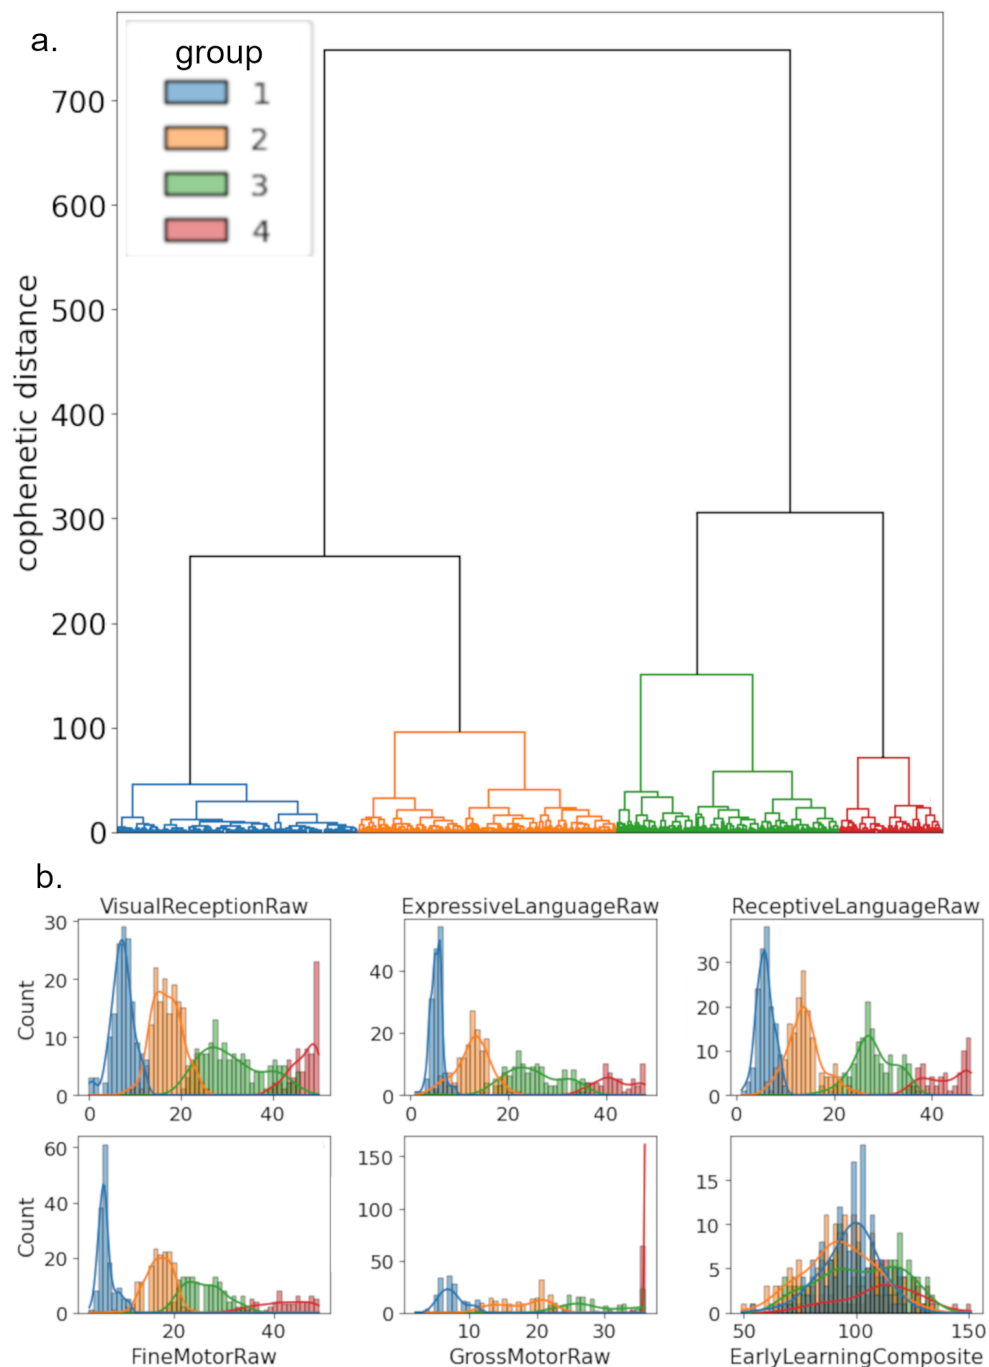 a.
group
1
2
3
4
cophenetic distance
700
600
500
400
300
200
100
0
b.
VisualReceptionRaw
ExpressiveLanguageRaw
ReceptiveLanguageRaw
Count
30
20
10
0
0 20 40
40
20
0
0 20 40
30
20
10
0
0 20 40
Count
60
40
20
0
20 40
FineMotorRaw
150
100
50
0
10 20 30
GrossMotorRaw
15
10
5
0
50 100 150
EarlyLearningComposite